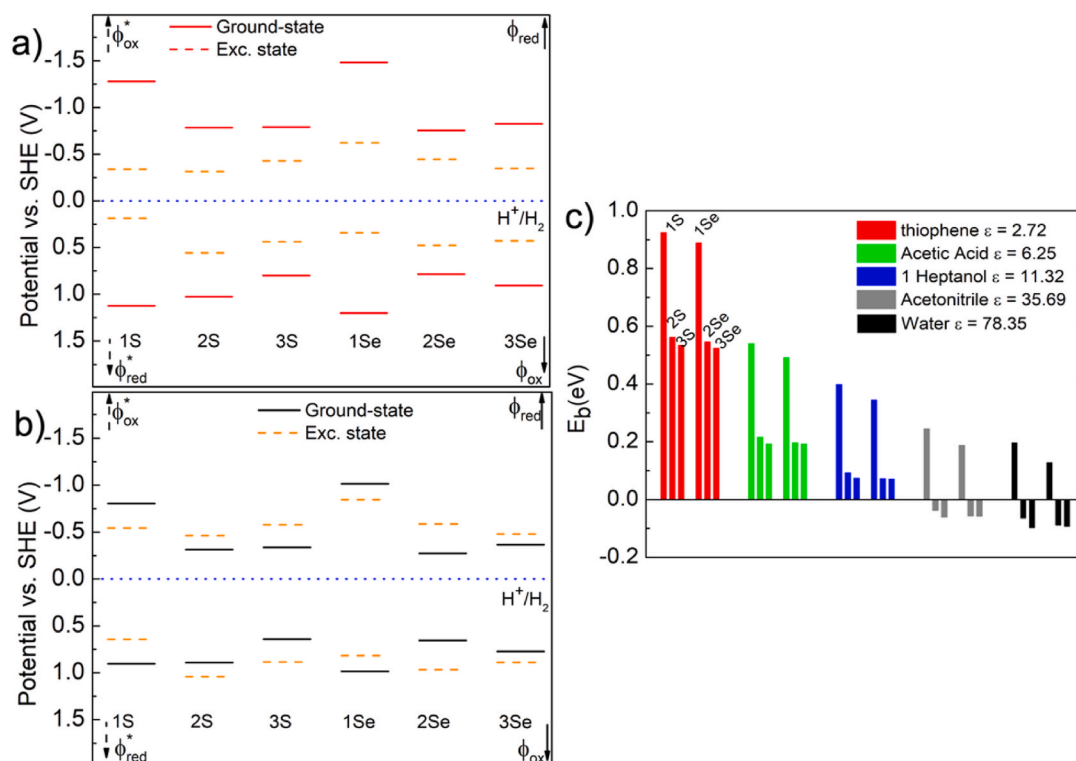 a)
ϕox*
Ground-state
Exc. state
ϕred
-1.5
-1.0
-0.5
0.0
0.5
1.0
1.5
Potential vs. SHE (V)
H⁺/H₂
1S 2S 3S 1Se 2Se 3Se
ϕred*
ϕox
b)
ϕox*
Ground-state
Exc. state
ϕred
-1.5
-1.0
-0.5
0.0
0.5
1.0
1.5
Potential vs. SHE (V)
H⁺/H₂
1S 2S 3S 1Se 2Se 3Se
ϕred*
ϕox
c)
1.0
0.8
0.6
0.4
0.2
0.0
-0.2
E_b(eV)
1S
2S
3S
1Se
2Se
3Se
thiophene ε = 2.72
Acetic Acid ε = 6.25
1 Heptanol ε = 11.32
Acetonitrile ε = 35.69
Water ε = 78.35